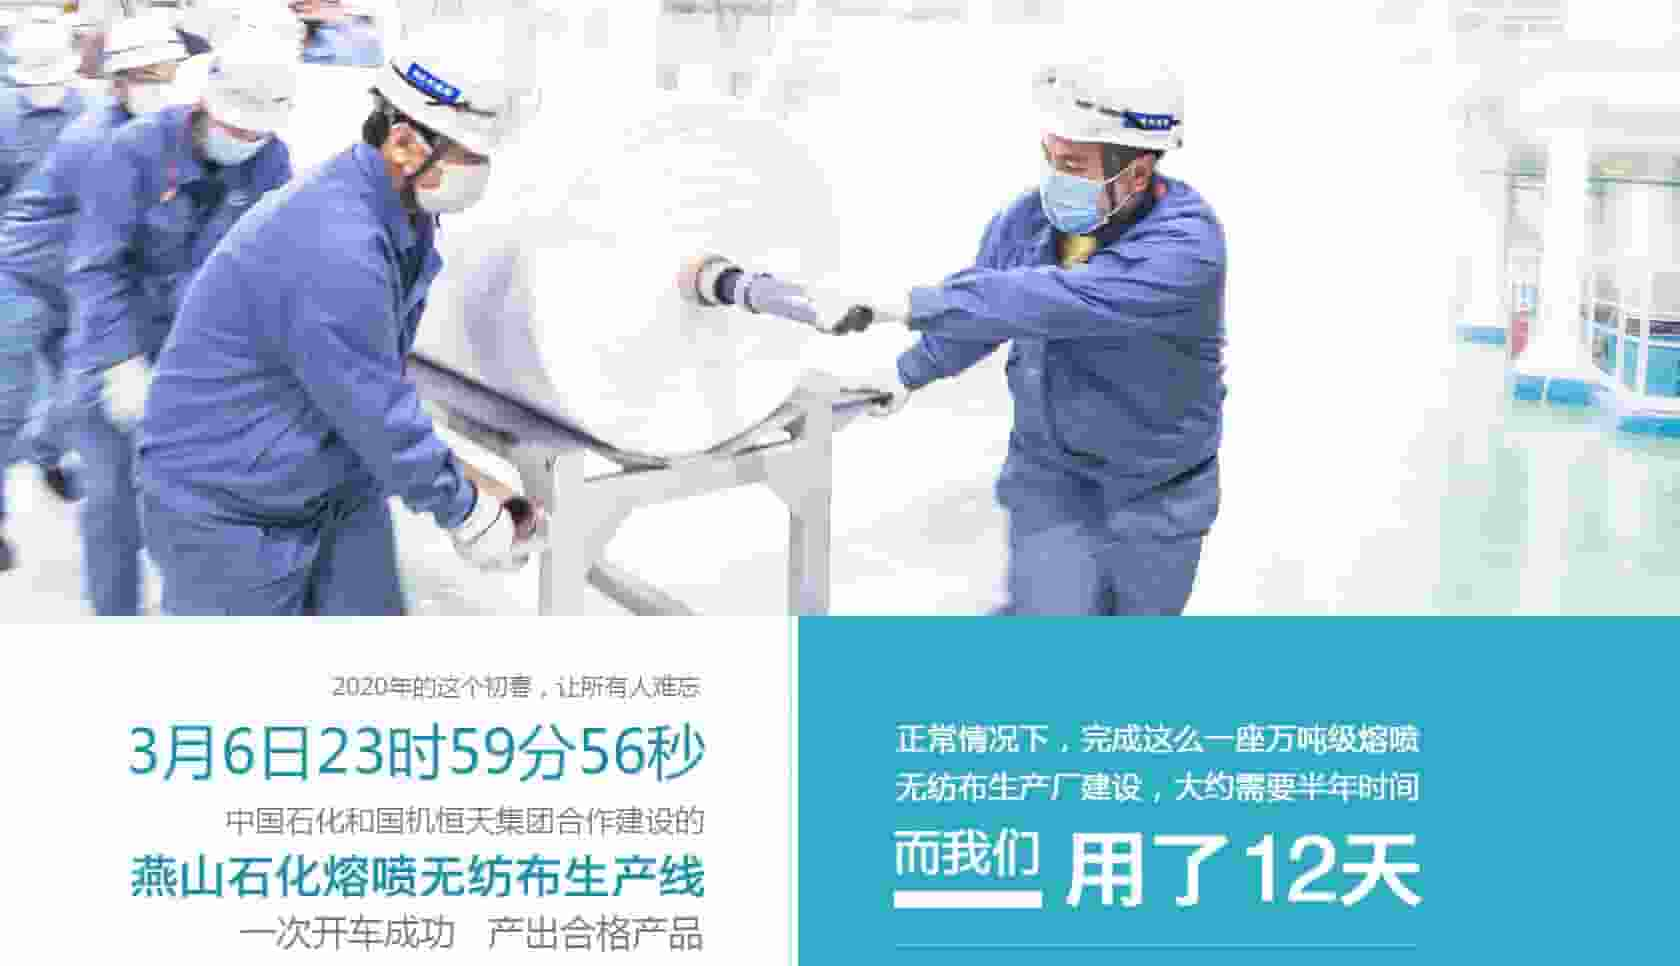 2020年的这个初春，让所有人难忘
3月6日23时59分56秒
中国石化和国机恒天集团合作建设的
燕山石化熔喷无纺布生产线
一次开车成功 产出合格产品
正常情况下，完成这么一座万吨级熔喷
无纺布生产厂建设，大约需要半年时间
而我们 用了12天